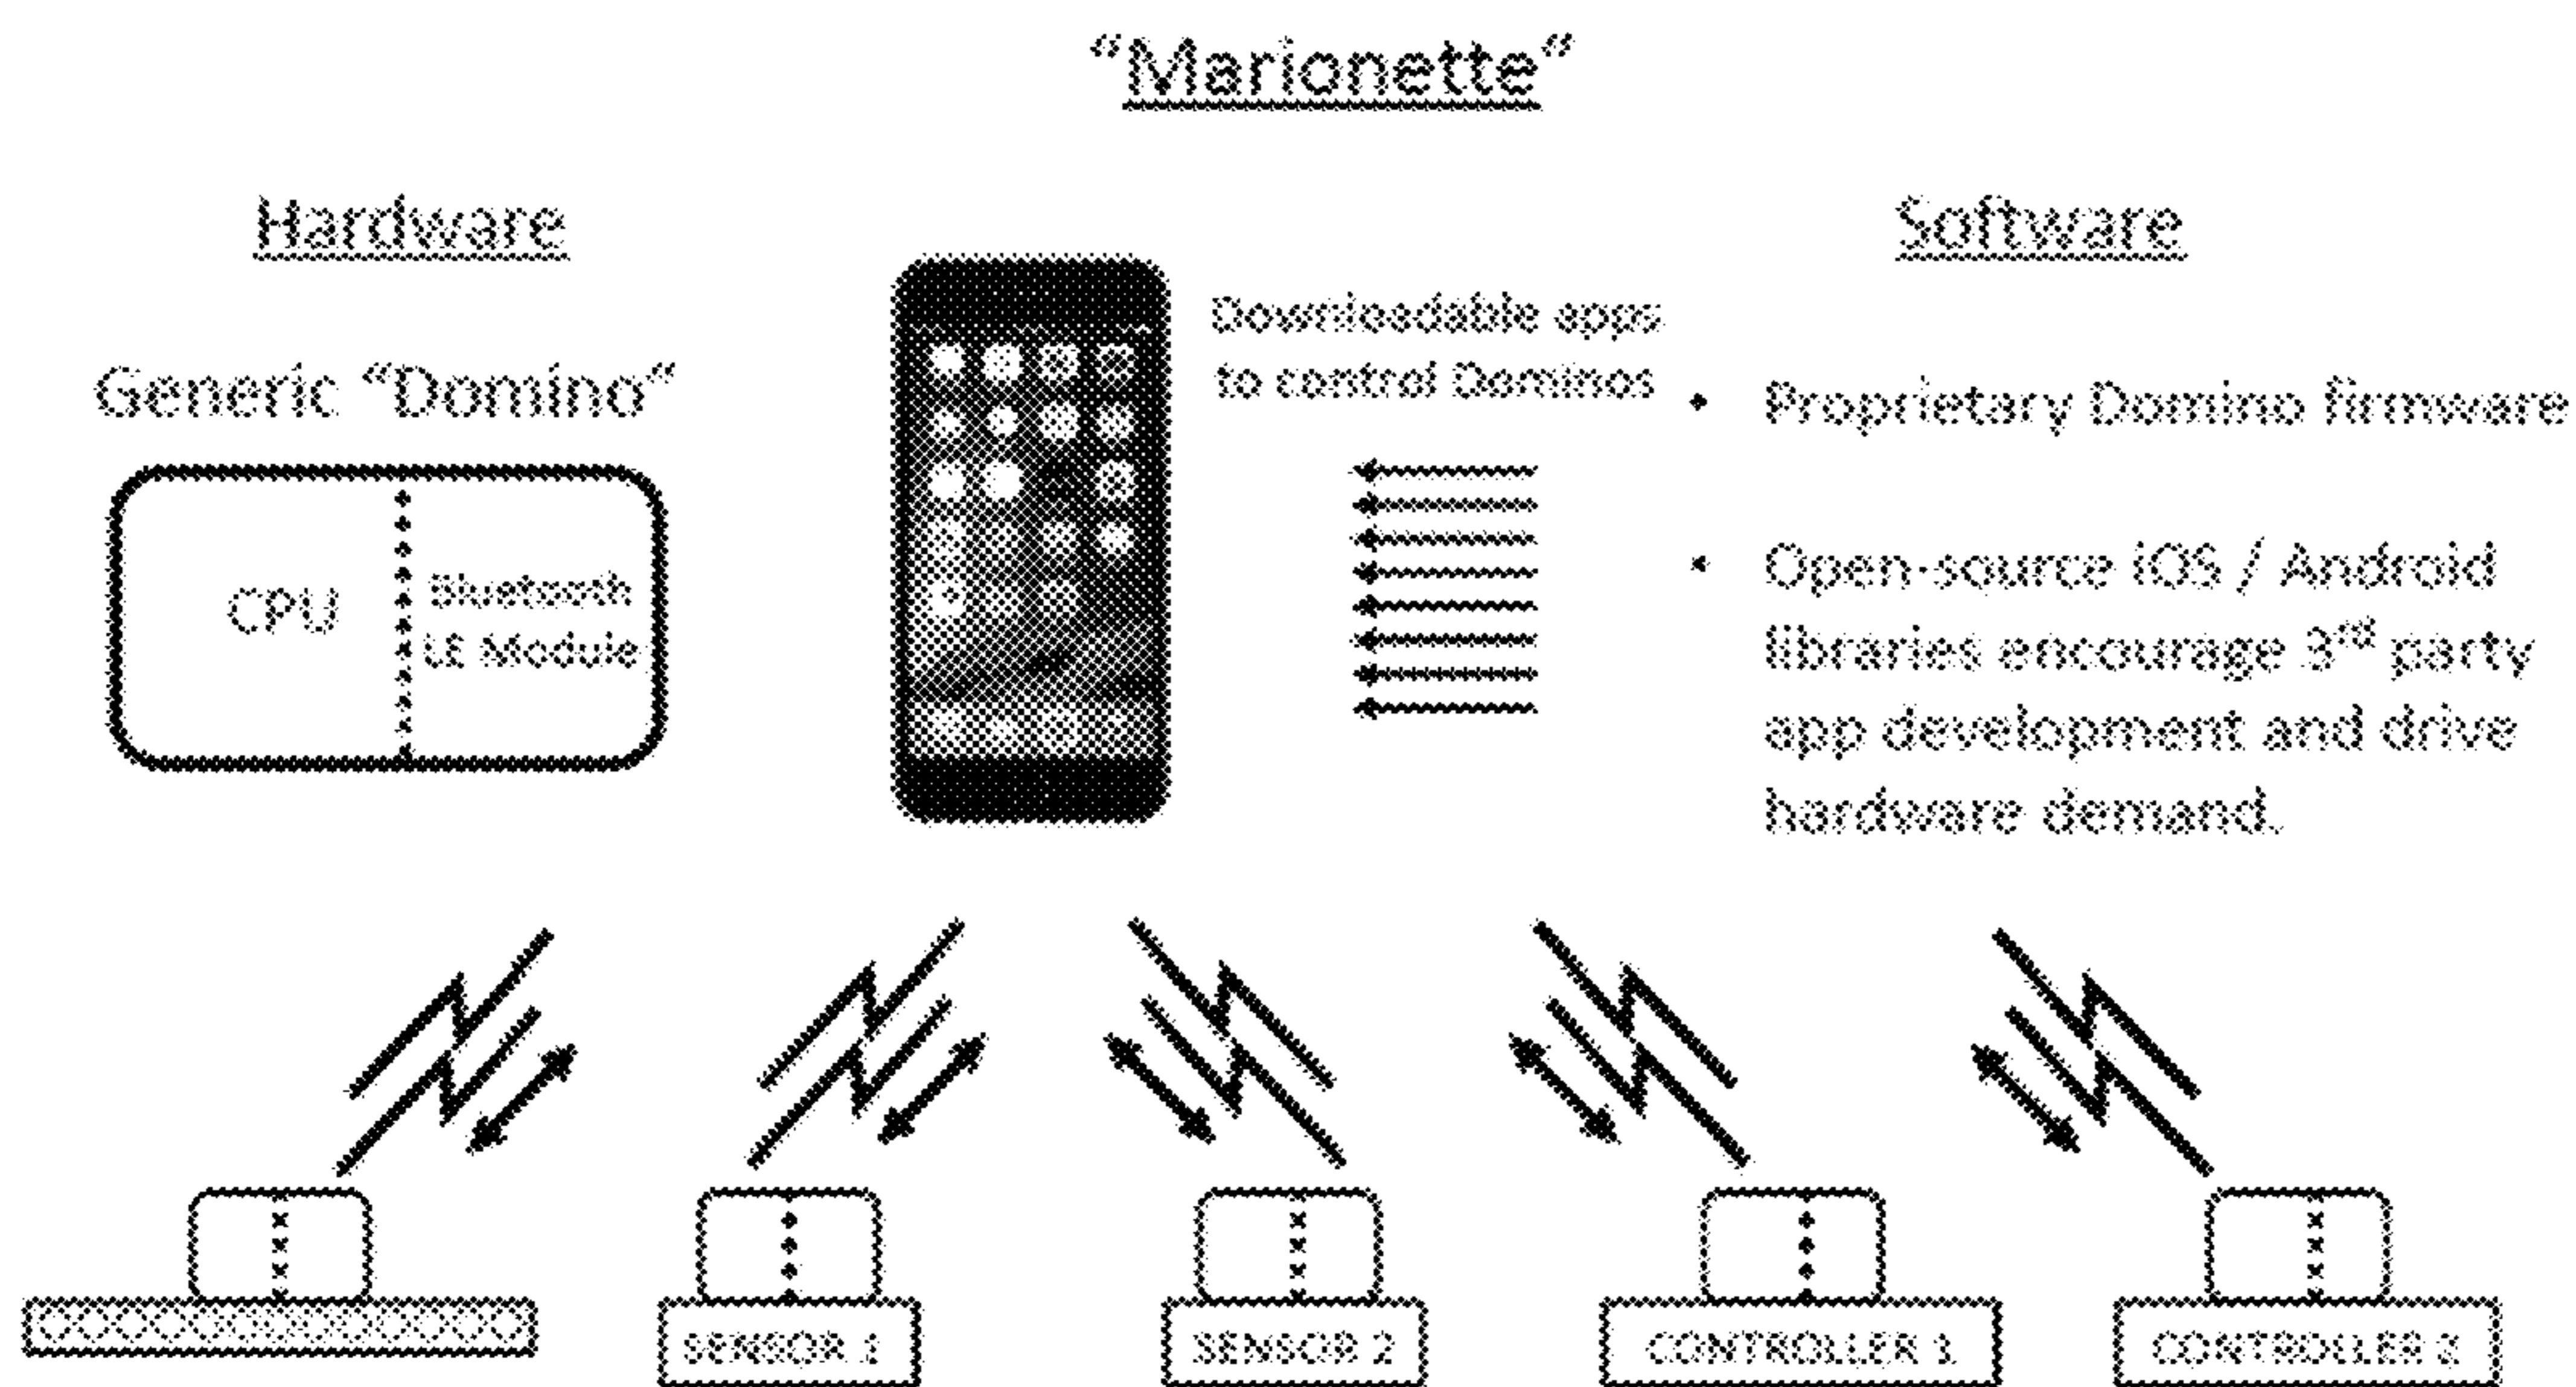 “Marionette“
Hardware
Software
Generic “Domino“
Downloadable apps
to control Dominos
CPU
Bluetooth
LE Module
• Proprietary Domino firmware
• Open-source iOS / Android
libraries encourage 3rd party
app development and drive
hardware demand.
SENSOR 1
SENSOR 2
CONTROLLER 1
CONTROLLER